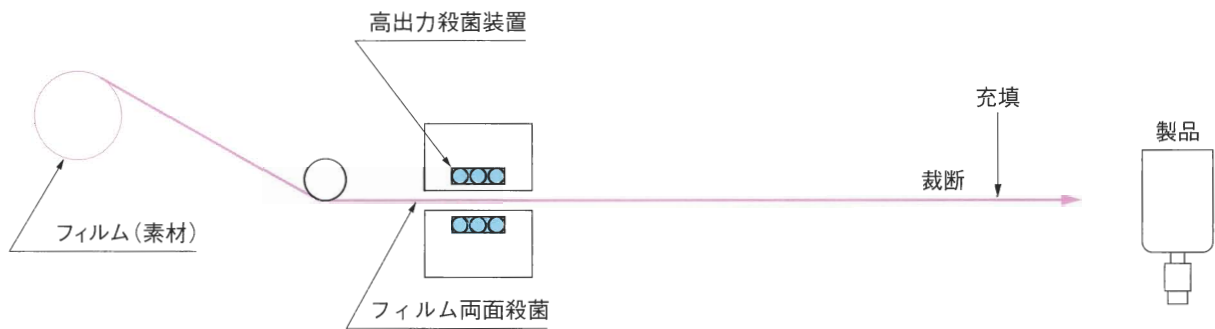 高出力殺菌装置
充填
製品
裁断
フィルム(素材)
フィルム両面殺菌